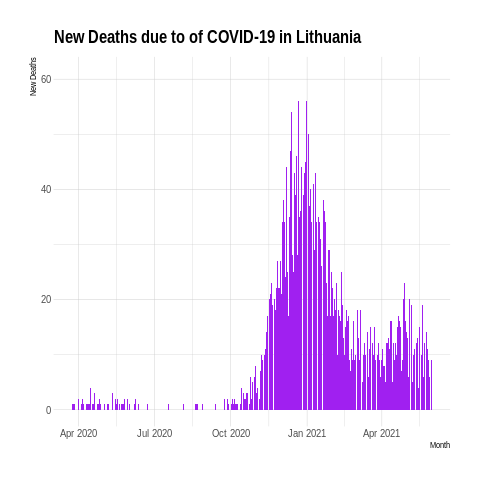 New Deaths due to of COVID-19 in Lithuania
New Deaths
60
40
20
0
Apr 2020 Jul 2020 Oct 2020 Jan 2021 Apr 2021
Month